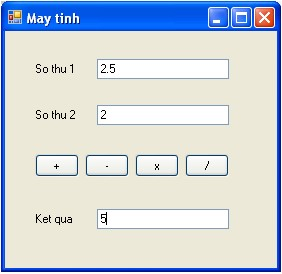 May tinh
So thu 1 2.5
So thu 2 2
+ - x /
Ket qua 5